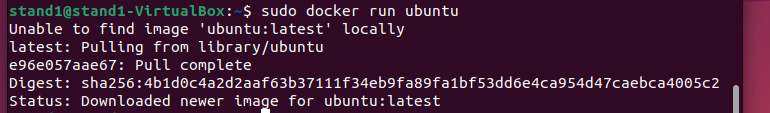 stand1@stand1-VirtualBox:~$ sudo docker run ubuntu
Unable to find image 'ubuntu:latest' locally
latest: Pulling from library/ubuntu
e96e057aae67: Pull complete
Digest: sha256:4b1d0c4a2d2aaf63b37111f34eb9fa89fa1bf53dd6e4ca954d47caebca4005c2
Status: Downloaded newer image for ubuntu:latest